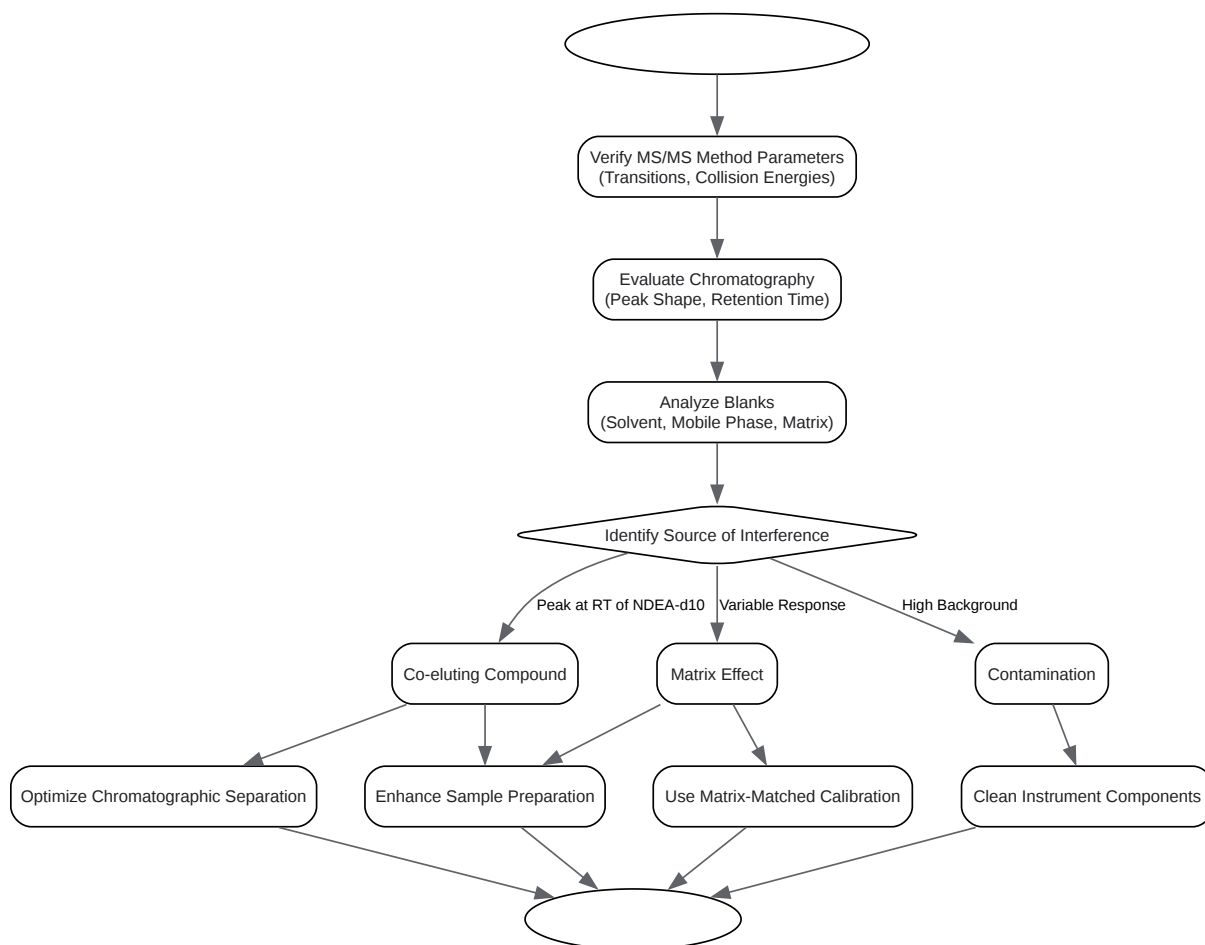 Verify MS/MS Method Parameters
(Transitions, Collision Energies)
Evaluate Chromatography
(Peak Shape, Retention Time)
Analyze Blanks
(Solvent, Mobile Phase, Matrix)
Identify Source of Interference
Peak at RT of NDEA-d10
Variable Response
High Background
Co-eluting Compound
Matrix Effect
Contamination
Optimize Chromatographic Separation
Enhance Sample Preparation
Use Matrix-Matched Calibration
Clean Instrument Components